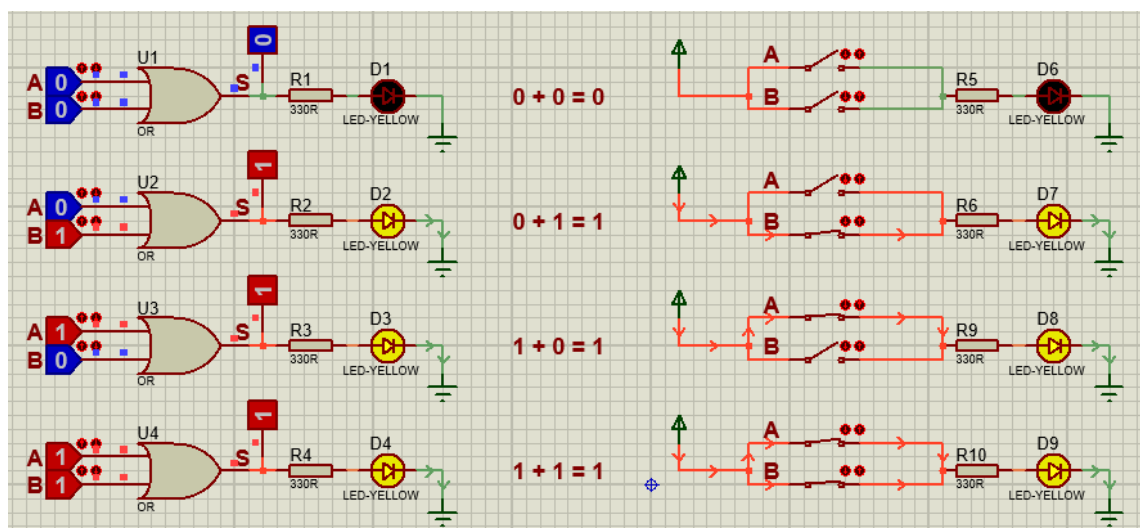 U1
A 0
B 0
OR
S
0
R1
330R
D1
LED-YELLOW
0 + 0 = 0
A
B
R5
330R
D6
LED-YELLOW
U2
A 0
B 1
OR
S
1
R2
330R
D2
LED-YELLOW
0 + 1 = 1
A
B
R6
330R
D7
LED-YELLOW
U3
A 1
B 0
OR
S
1
R3
330R
D3
LED-YELLOW
1 + 0 = 1
A
B
R9
330R
D8
LED-YELLOW
U4
A 1
B 1
OR
S
1
R4
330R
D4
LED-YELLOW
1 + 1 = 1
A
B
R10
330R
D9
LED-YELLOW